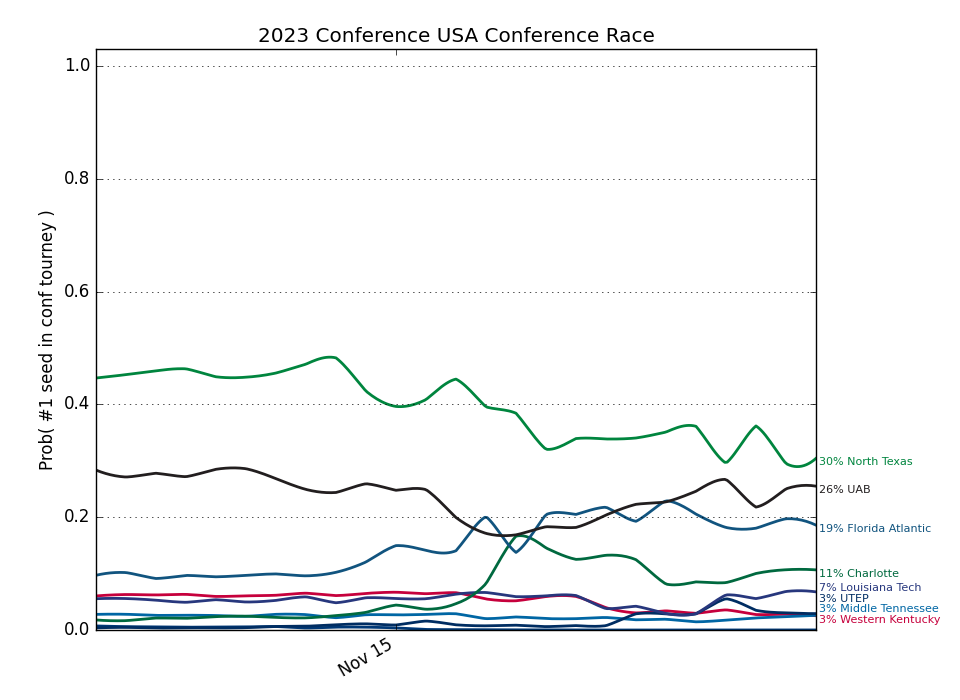 2023 Conference USA Conference Race
Prob( #1 seed in conf tourney )
1.0
0.8
0.6
0.4
0.2
0.0
Nov 15
30% North Texas
26% UAB
19% Florida Atlantic
11% Charlotte
7% Louisiana Tech
3% UTEP
3% Middle Tennessee
3% Western Kentucky